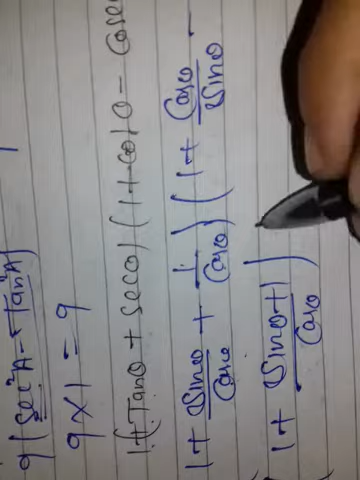 9(Sec²A - Tan²A)
9 × 1 = 9
(1+Tanθ + secθ) (1+Cotθ - Cosec
1 + Sinθ/Cosθ + 1/Cosθ) (1 + Cosθ/Sinθ -
(1 + Sinθ+1/Cosθ)